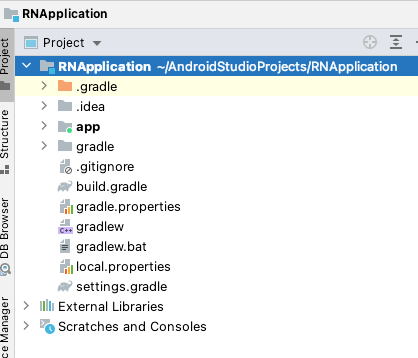 RNApplication
Project
RNApplication ~/AndroidStudioProjects/RNApplication
.gradle
.idea
app
gradle
.gitignore
build.gradle
gradle.properties
gradlew
C++
gradlew.bat
local.properties
settings.gradle
External Libraries
Scratches and Consoles
Project
Structure
DB Browser
ce Manager